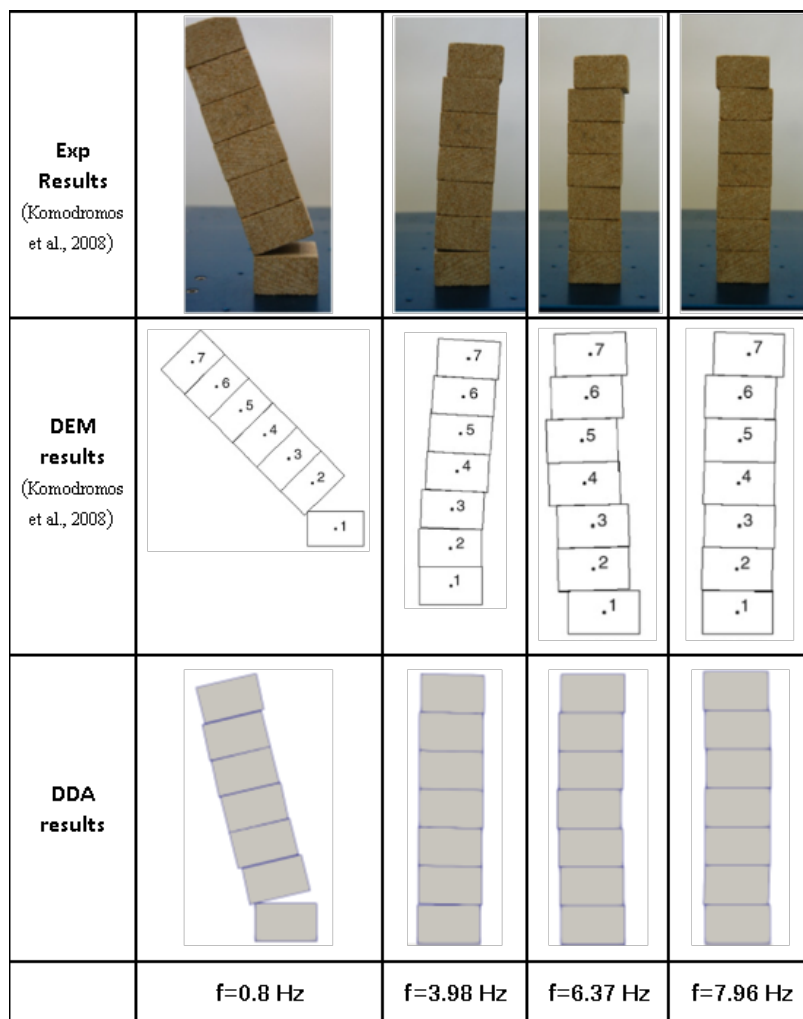 Exp
Results
(Komodromos
et al., 2008)
DEM
results
(Komodromos
et al., 2008)
.7
.6
.5
.4
.3
.2
.1
.7
.6
.5
.4
.3
.2
.1
.7
.6
.5
.4
.3
.2
.1
.7
.6
.5
.4
.3
.2
.1
DDA
results
f=0.8 Hz
f=3.98 Hz
f=6.37 Hz
f=7.96 Hz